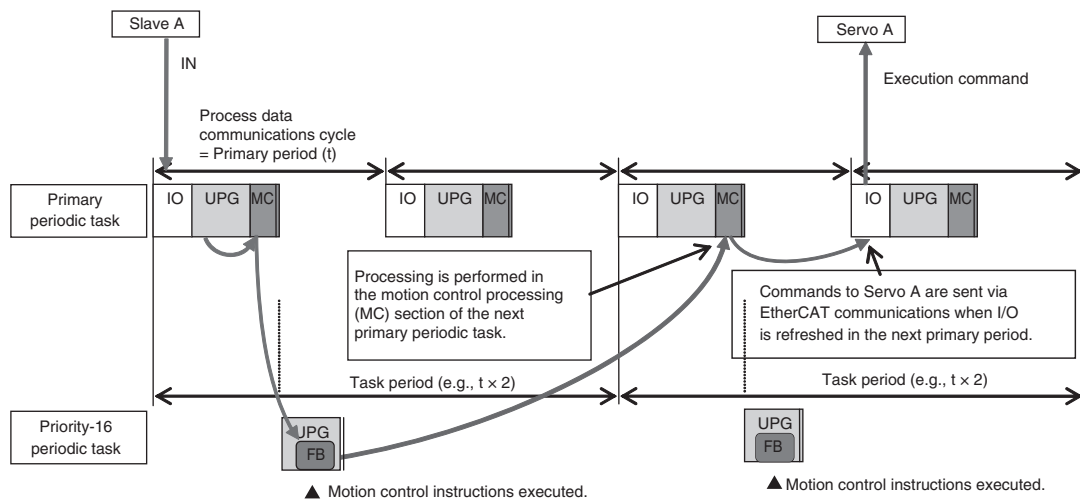 Slave A
Servo A
IN
Execution command
Process data
communications cycle
= Primary period (t)
Primary
periodic task
IO UPG MC
IO UPG MC
IO UPG MC
IO UPG MC
Processing is performed in
the motion control processing
(MC) section of the next
primary periodic task.
Commands to Servo A are sent via
EtherCAT communications when I/O
is refreshed in the next primary period.
Task period (e.g., t × 2)
Task period (e.g., t × 2)
Priority-16
periodic task
UPG
FB
UPG
FB
▲ Motion control instructions executed.
▲ Motion control instructions executed.